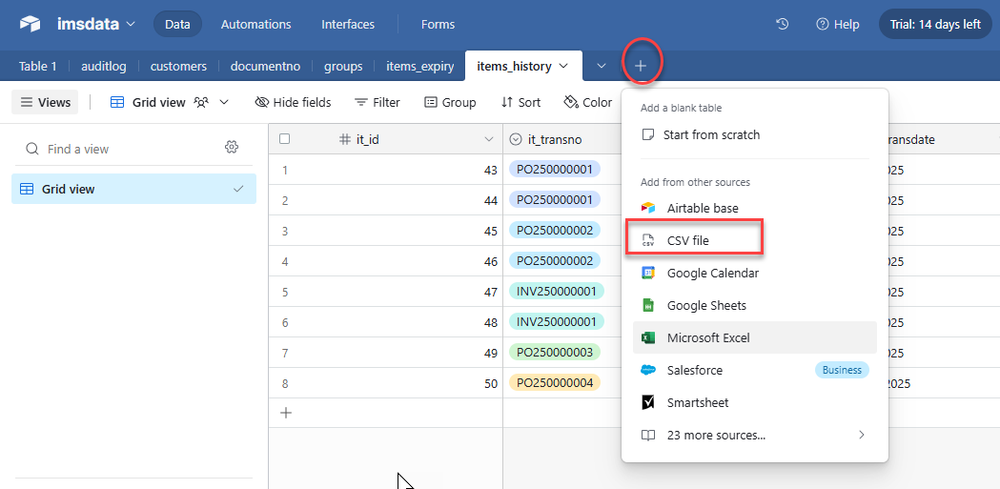 imsdata Data Automations Interfaces Forms Help Trial: 14 days left
Table 1 auditlog customers documentno groups items_expiry items_history
Views Grid view Hide fields Filter Group Sort Color
Find a view
Grid view
it_id it_transno ransdate
1 43 PO250000001 025
2 44 PO250000001 025
3 45 PO250000002 025
4 46 PO250000002 025
5 47 INV250000001 025
6 48 INV250000001 025
7 49 PO250000003 025
8 50 PO250000004 2025
Add a blank table
Start from scratch
Add from other sources
Airtable base
CSV
CSV file
Google Calendar
Google Sheets
Microsoft Excel
Salesforce Business
Smartsheet
23 more sources...